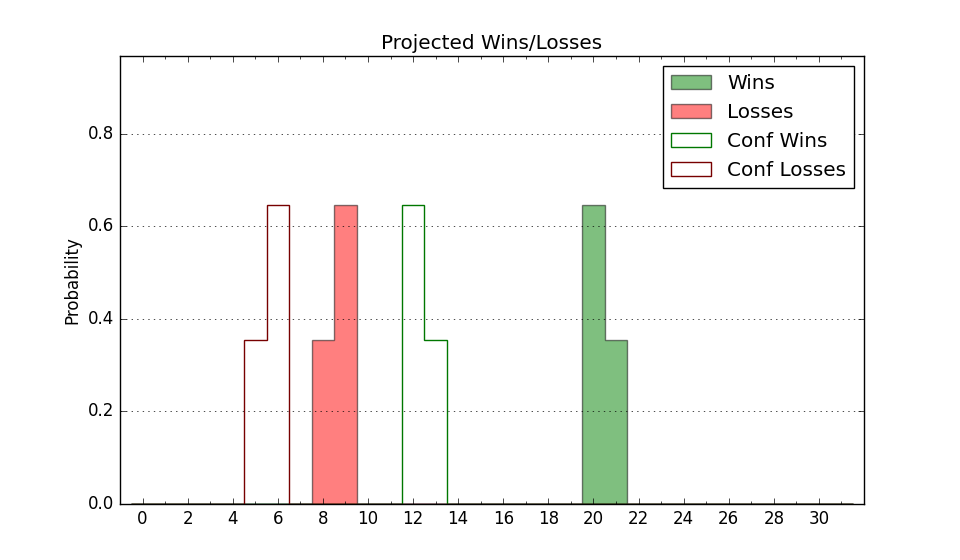 Projected Wins/Losses
Wins
Losses
Conf Wins
Conf Losses
Probability
0.8
0.6
0.4
0.2
0.0
0 2 4 6 8 10 12 14 16 18 20 22 24 26 28 30